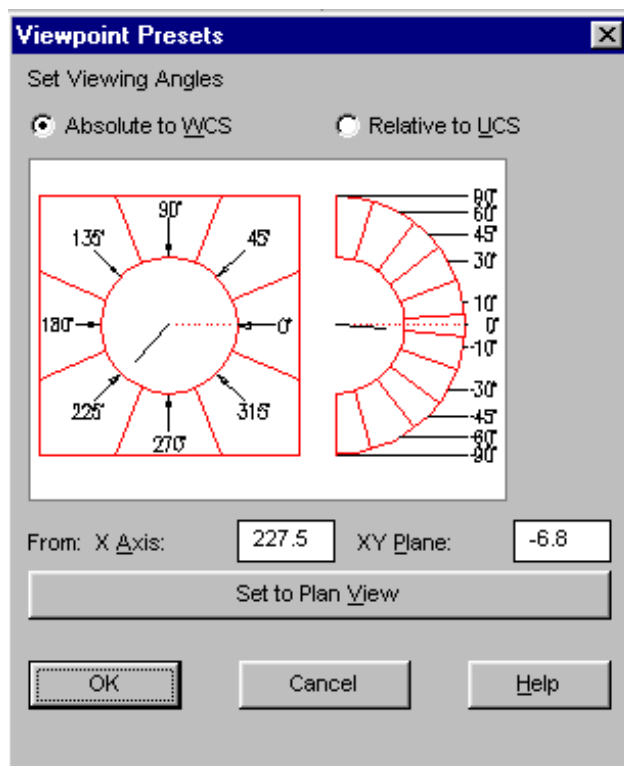 Viewpoint Presets
Set Viewing Angles
Absolute to WCS Relative to UCS
90° 90°
60°
135° 45° 45°
30°
10°
180° 0° 0°
-10°
-30°
225° 315° -45°
270° -60°
-90°
From: X Axis: 227.5 XY Plane: -6.8
Set to Plan View
OK Cancel Help